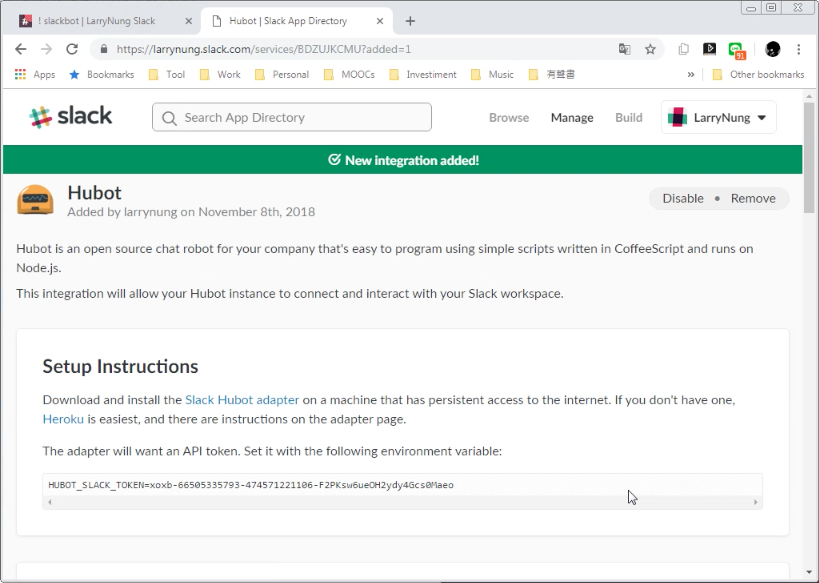 ! slackbot | LarryNung Slack
Hubot | Slack App Directory
https://larrynung.slack.com/services/BDZUJKCMU?added=1
91
Apps Bookmarks Tool Work Personal MOOCs Investiment Music 有聲書 » Other bookmarks
slack Search App Directory Browse Manage Build LarryNung
New integration added!
Hubot
Added by larrynung on November 8th, 2018
Disable • Remove
Hubot is an open source chat robot for your company that's easy to program using simple scripts written in CoffeeScript and runs on
Node.js.
This integration will allow your Hubot instance to connect and interact with your Slack workspace.
Setup Instructions
Download and install the Slack Hubot adapter on a machine that has persistent access to the internet. If you don't have one,
Heroku is easiest, and there are instructions on the adapter page.
The adapter will want an API token. Set it with the following environment variable:
HUBOT_SLACK_TOKEN=xoxb-66505335793-474571221106-F2PKsw6ueOH2ydy4Gcs0Maeo